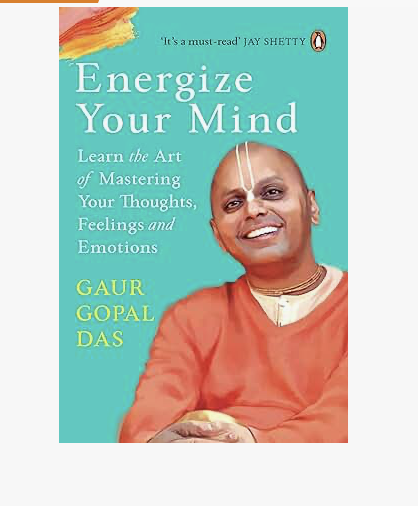 'It's a must-read' JAY SHETTY
Energize
Your Mind
Learn the Art
of Mastering
Your Thoughts,
Feelings and
Emotions
GAUR
GOPAL
DAS